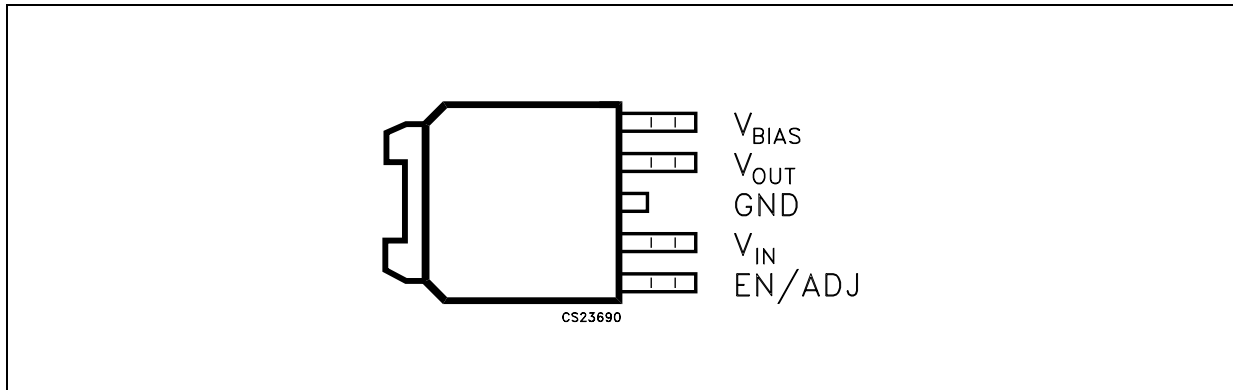 VBIAS
VOUT
GND
VIN
EN/ADJ
CS23690